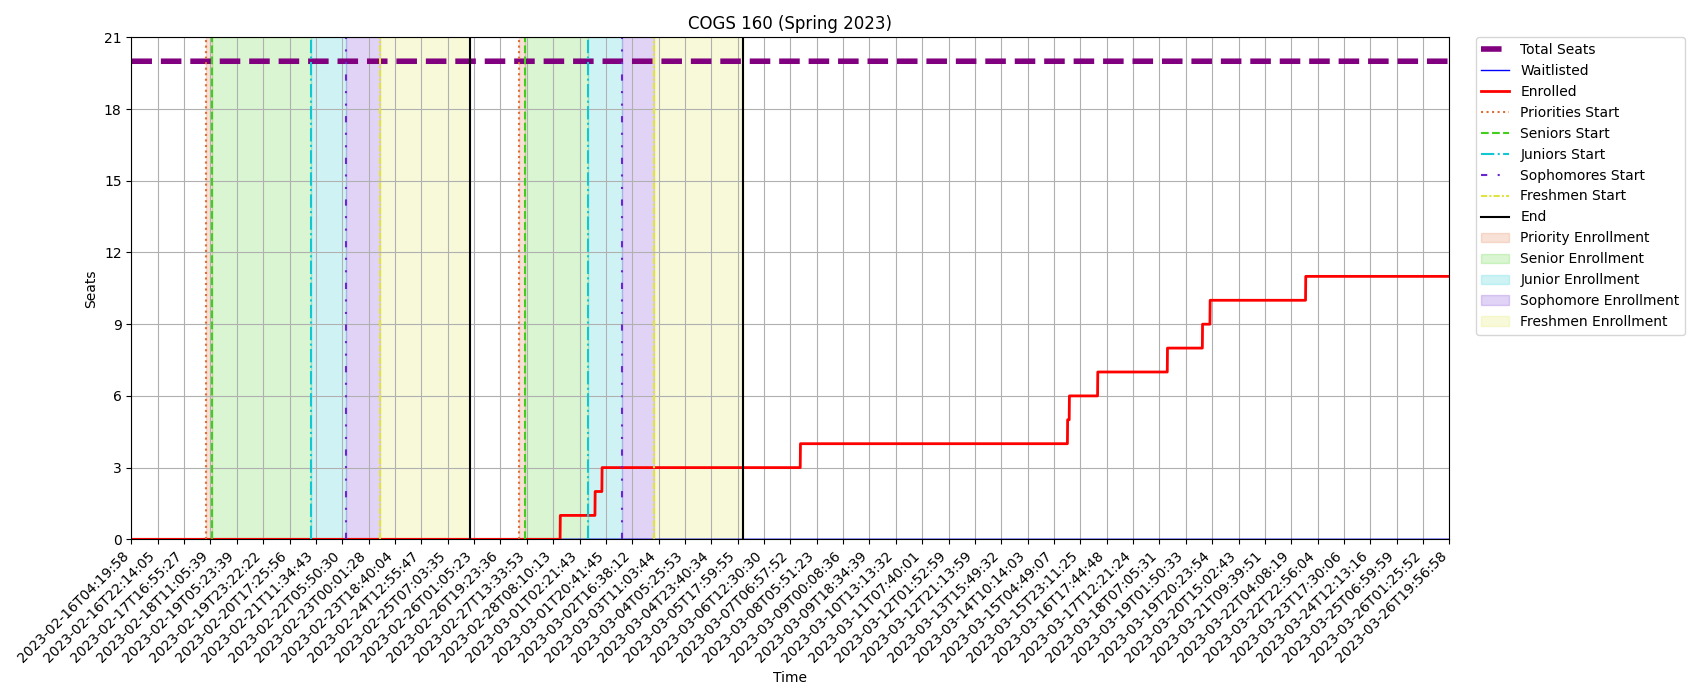 COGS 160 (Spring 2023)
21
18
15
12
9
6
3
0
Seats
2023-02-16T04:19:58
2023-02-16T22:14:05
2023-02-17T16:55:27
2023-02-18T11:05:39
2023-02-19T05:23:39
2023-02-19T23:22:22
2023-02-20T17:25:56
2023-02-21T11:34:43
2023-02-22T05:50:30
2023-02-23T00:01:28
2023-02-23T18:40:04
2023-02-24T12:55:47
2023-02-25T07:03:35
2023-02-26T01:05:23
2023-02-26T19:23:36
2023-02-27T13:33:53
2023-02-28T08:10:13
2023-03-01T02:21:43
2023-03-01T20:41:45
2023-03-02T16:38:12
2023-03-03T11:03:44
2023-03-04T05:25:53
2023-03-04T23:40:34
2023-03-05T17:59:55
2023-03-06T12:30:30
2023-03-07T06:57:52
2023-03-08T05:51:23
2023-03-09T00:08:36
2023-03-09T18:34:39
2023-03-10T13:13:32
2023-03-11T07:40:01
2023-03-12T01:52:59
2023-03-12T21:13:59
2023-03-13T15:49:32
2023-03-14T10:14:03
2023-03-15T04:49:07
2023-03-15T23:11:25
2023-03-16T17:44:48
2023-03-17T12:21:24
2023-03-18T07:05:31
2023-03-19T01:50:33
2023-03-19T20:23:54
2023-03-20T15:02:43
2023-03-21T09:39:51
2023-03-22T04:08:19
2023-03-22T22:56:04
2023-03-23T17:30:06
2023-03-24T12:13:16
2023-03-25T06:59:59
2023-03-26T01:25:52
2023-03-26T19:56:58
Time
Total Seats
Waitlisted
Enrolled
Priorities Start
Seniors Start
Juniors Start
Sophomores Start
Freshmen Start
End
Priority Enrollment
Senior Enrollment
Junior Enrollment
Sophomore Enrollment
Freshmen Enrollment